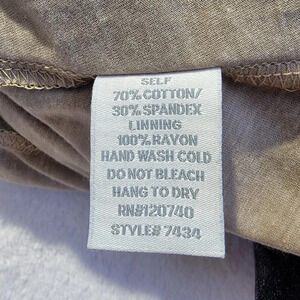 SELF
70% COTTON/
30% SPANDEX
LINNING
100% RAYON
HAND WASH COLD
DO NOT BLEACH
HANG TO DRY
RN#120740
STYLE# 7434